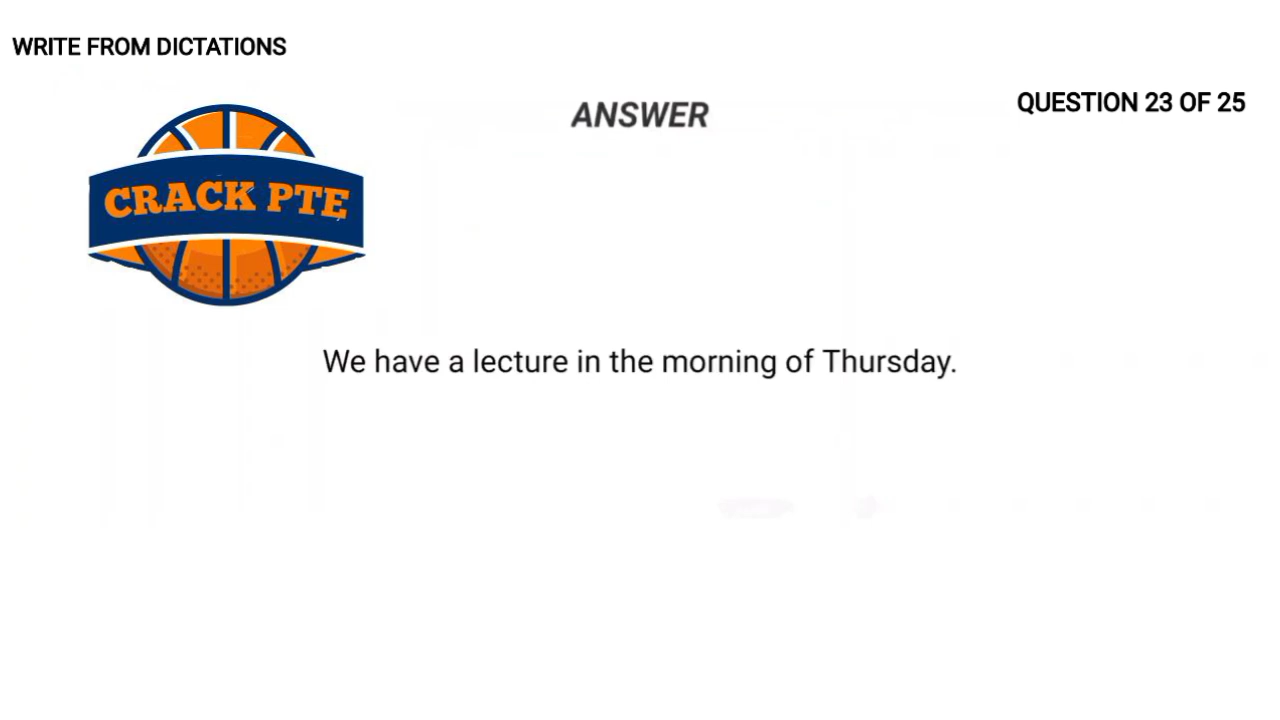 WRITE FROM DICTATIONS
QUESTION 23 OF 25
ANSWER
CRACK PTE
We have a lecture in the morning of Thursday.